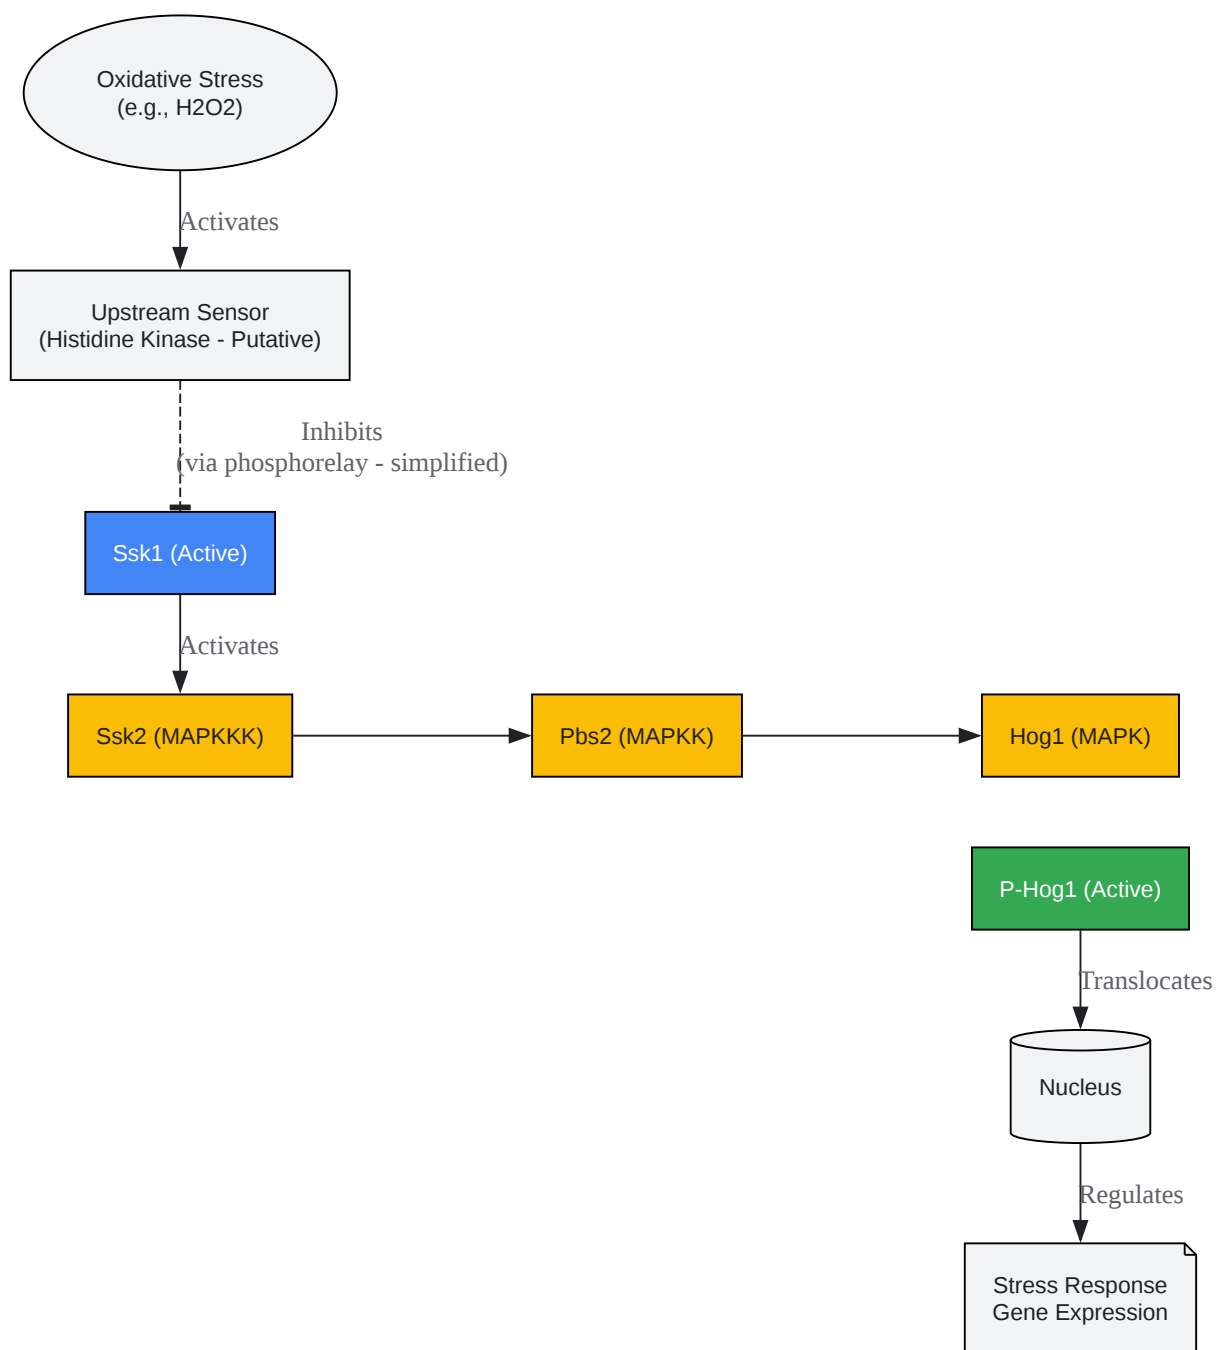 Oxidative Stress
(e.g., H2O2)
Activates
Upstream Sensor
(Histidine Kinase - Putative)
Inhibits
(via phosphorelay - simplified)
Ssk1 (Active)
Activates
Ssk2 (MAPKKK)
Pbs2 (MAPKK)
Hog1 (MAPK)
P-Hog1 (Active)
Translocates
Nucleus
Regulates
Stress Response
Gene Expression